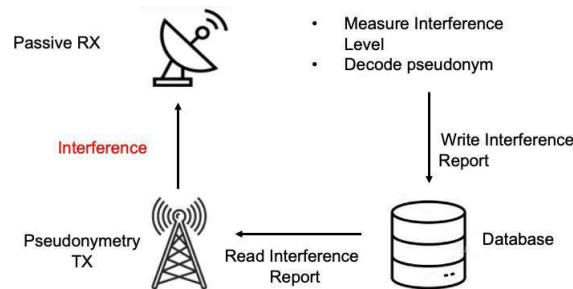 Passive RX
• Measure Interference
Level
• Decode pseudonym
Interference
Write Interference
Report
Pseudonymetry
TX
Read Interference
Report
Database